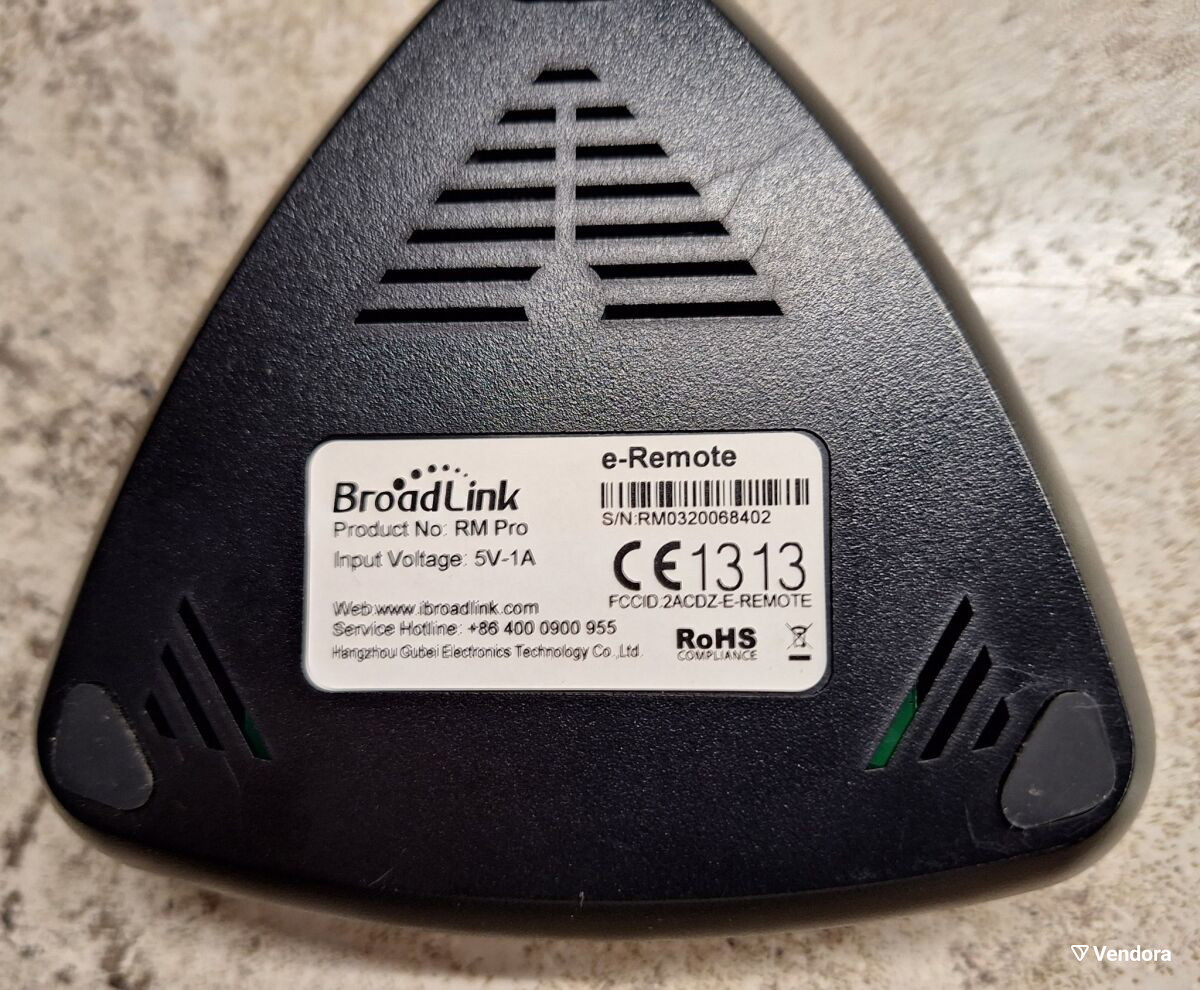 BroadLink
Product No: RM Pro
Input Voltage: 5V-1A
Web:www.ibroadlink.com
Service Hotline: +86 400 0900 955
Hangzhou Gubei Electronics Technology Co.,Ltd.
e-Remote
S/N:RM0320068402
CE1313
FCCID:2ACDZ-E-REMOTE
RoHS
COMPLIANCE
Vendora